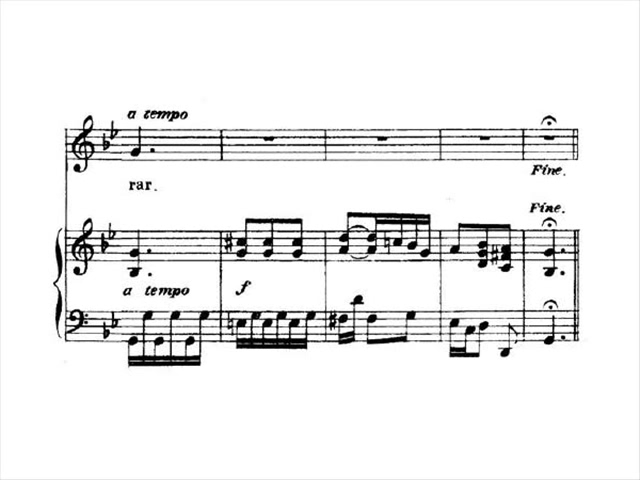 a tempo
Fine.
rar.
Fine.
a tempo
f